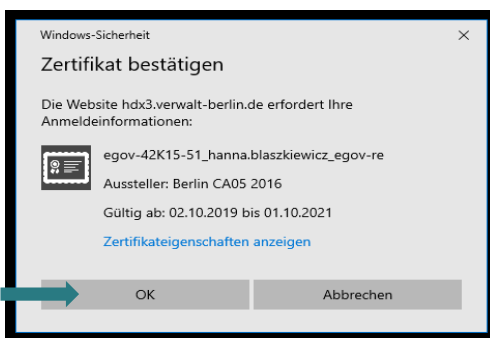 Windows-Sicherheit
Zertifikat bestätigen
Die Website hdx3.verwalt-berlin.de erfordert Ihre
Anmeldeinformationen:
egov-42K15-51_hanna.blaszkiewicz_egov-re
Aussteller: Berlin CA05 2016
Gültig ab: 02.10.2019 bis 01.10.2021
Zertifikateigenschaften anzeigen
OK
Abbrechen